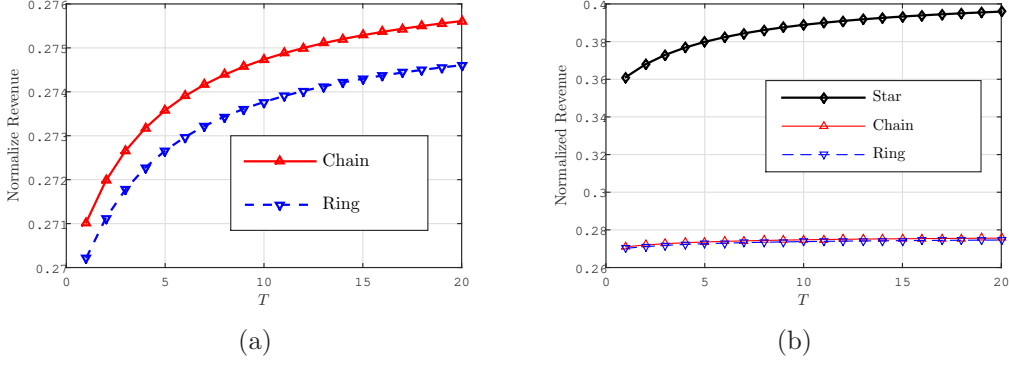 0.276
0.275
0.274
0.273
0.272
0.271
0.27
0
5
10
15
20
Normalize Revenue
T
Chain
Ring
(a)
0.4
0.38
0.36
0.34
0.32
0.3
0.28
0.26
0
5
10
15
20
Normalized Revenue
T
Star
Chain
Ring
(b)